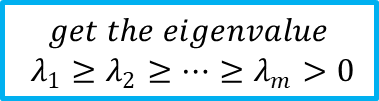 get the eigenvalue
λ₁ ≥ λ₂ ≥ ⋯ ≥ λₘ > 0